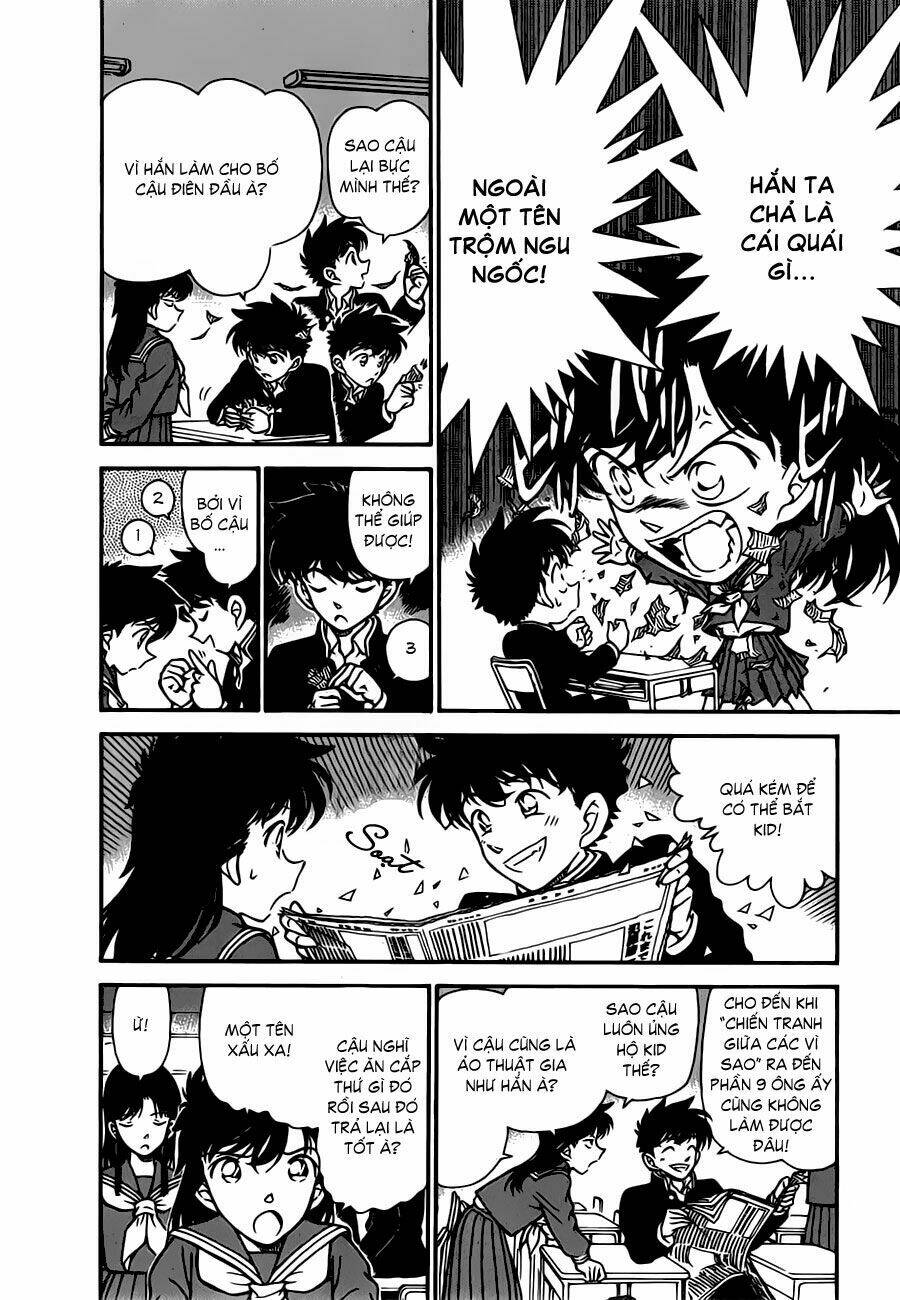 HẮN TA
CHẢ LÀ
CÁI QUÁI
GÌ...
NGOÀI
MỘT TÊN
TRỘM NGU
NGỐC!
SAO CẬU
LẠI BỰC
MÌNH THẾ?
VÌ HẮN LÀM CHO BỐ
CẬU ĐIÊN ĐẦU À?
KHÔNG
THỂ GIÚP
ĐƯỢC!
3
BỞI VÌ
BỐ CẬU
...
2
1
QUÁ KÉM ĐỂ
CÓ THỂ BẮT
KID!
Soạt
CHO ĐẾN KHI
“CHIẾN TRANH
GIỮA CÁC VÌ
SAO” RA ĐẾN
PHẦN 9 ÔNG ẤY
CŨNG KHÔNG
LÀM ĐƯỢC
ĐÂU!
SAO CẬU
LUÔN ỦNG
HỘ KID
THẾ?
VÌ CẬU CŨNG LÀ
ẢO THUẬT GIA
NHƯ HẮN À?
CẬU NGHĨ
VIỆC ĂN CẮP
THỨ GÌ ĐÓ
RỒI SAU ĐÓ
TRẢ LẠI LÀ
TỐT À?
MỘT TÊN
XẤU XA!
Ừ!